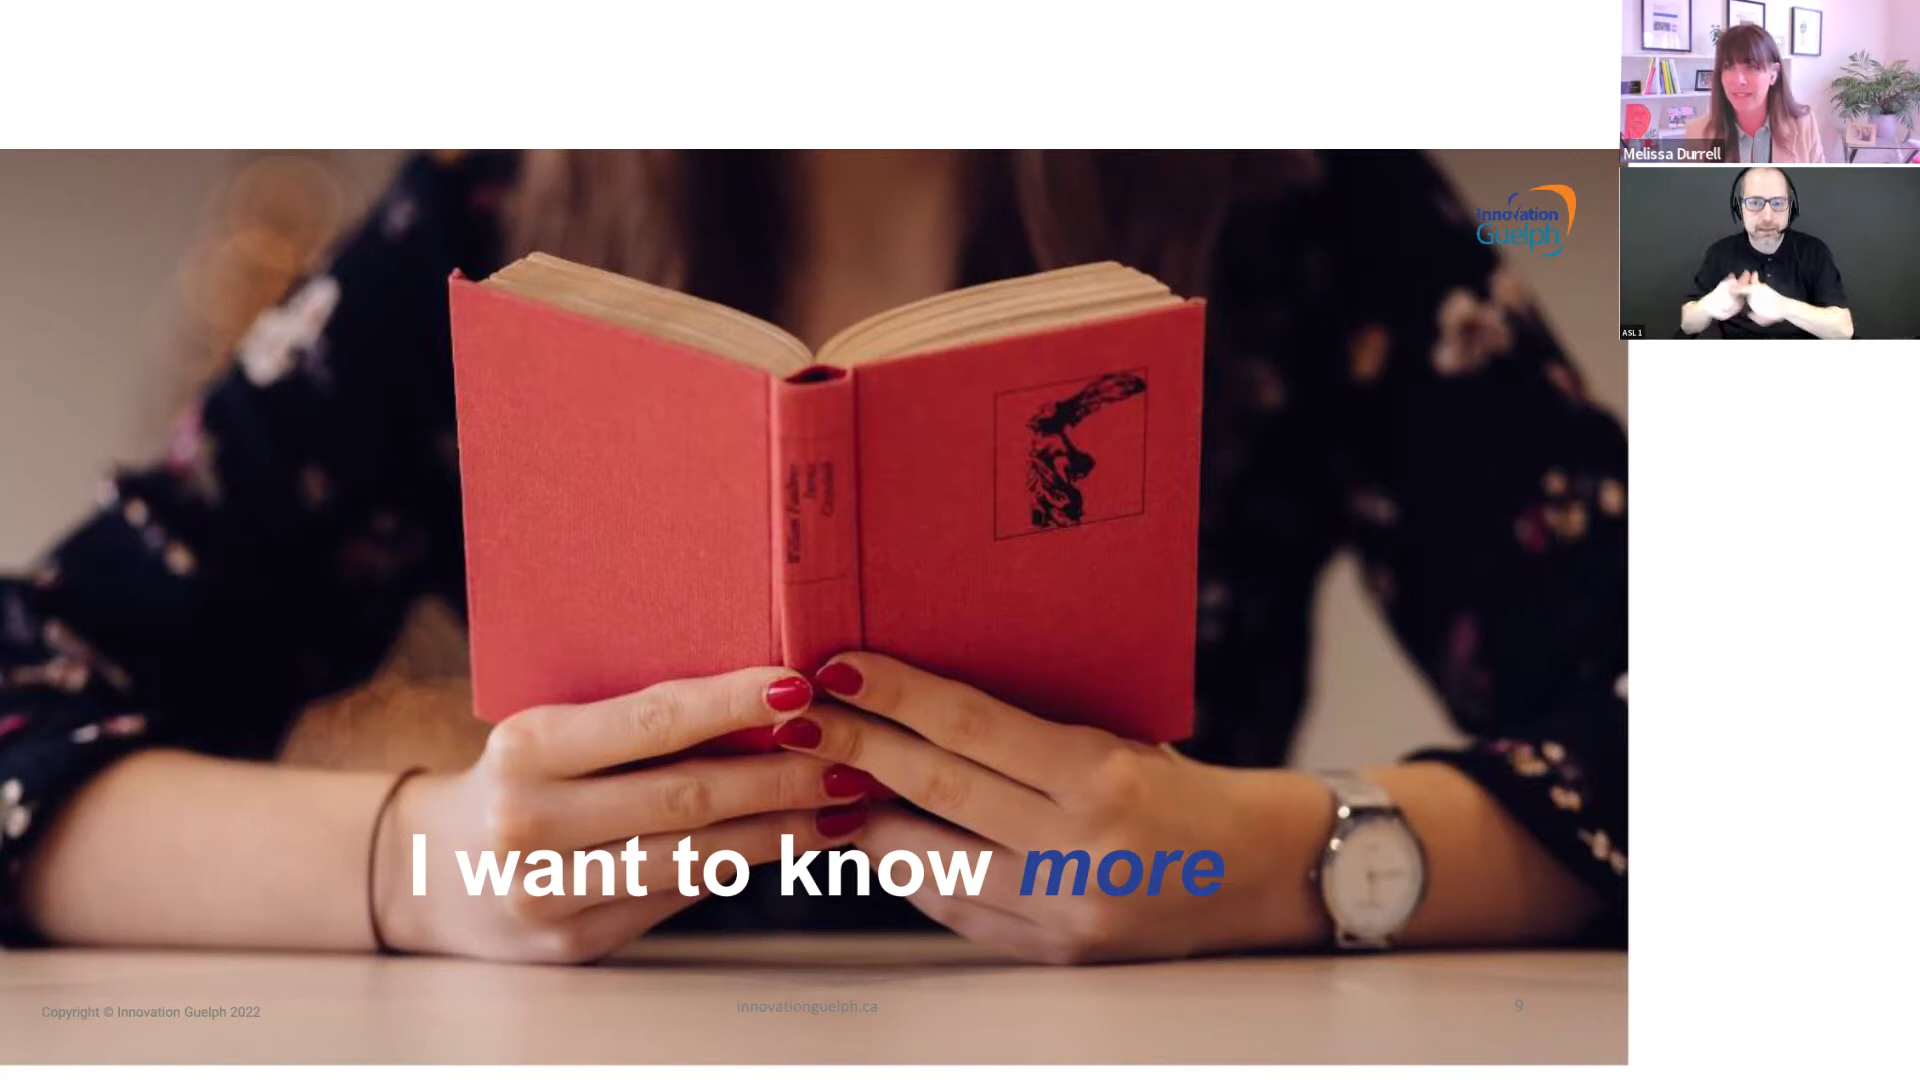 Melissa Durrell
Innovation
Guelph
ASL 1
I want to know more
Copyright © Innovation Guelph 2022
innovationguelph.ca
9